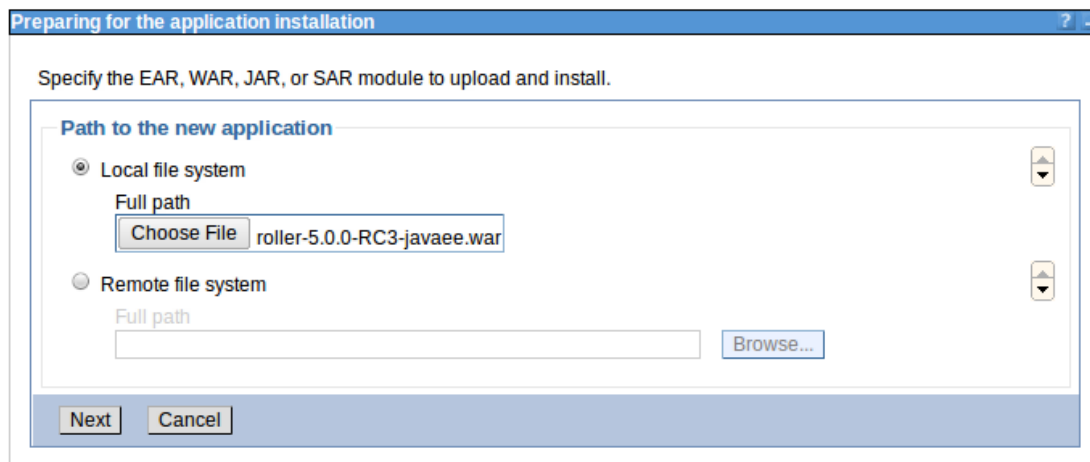 Preparing for the application installation ?
Specify the EAR, WAR, JAR, or SAR module to upload and install.
Path to the new application
Local file system
Full path
Choose File roller-5.0.0-RC3-javaee.war
Remote file system
Full path
Browse...
Next Cancel